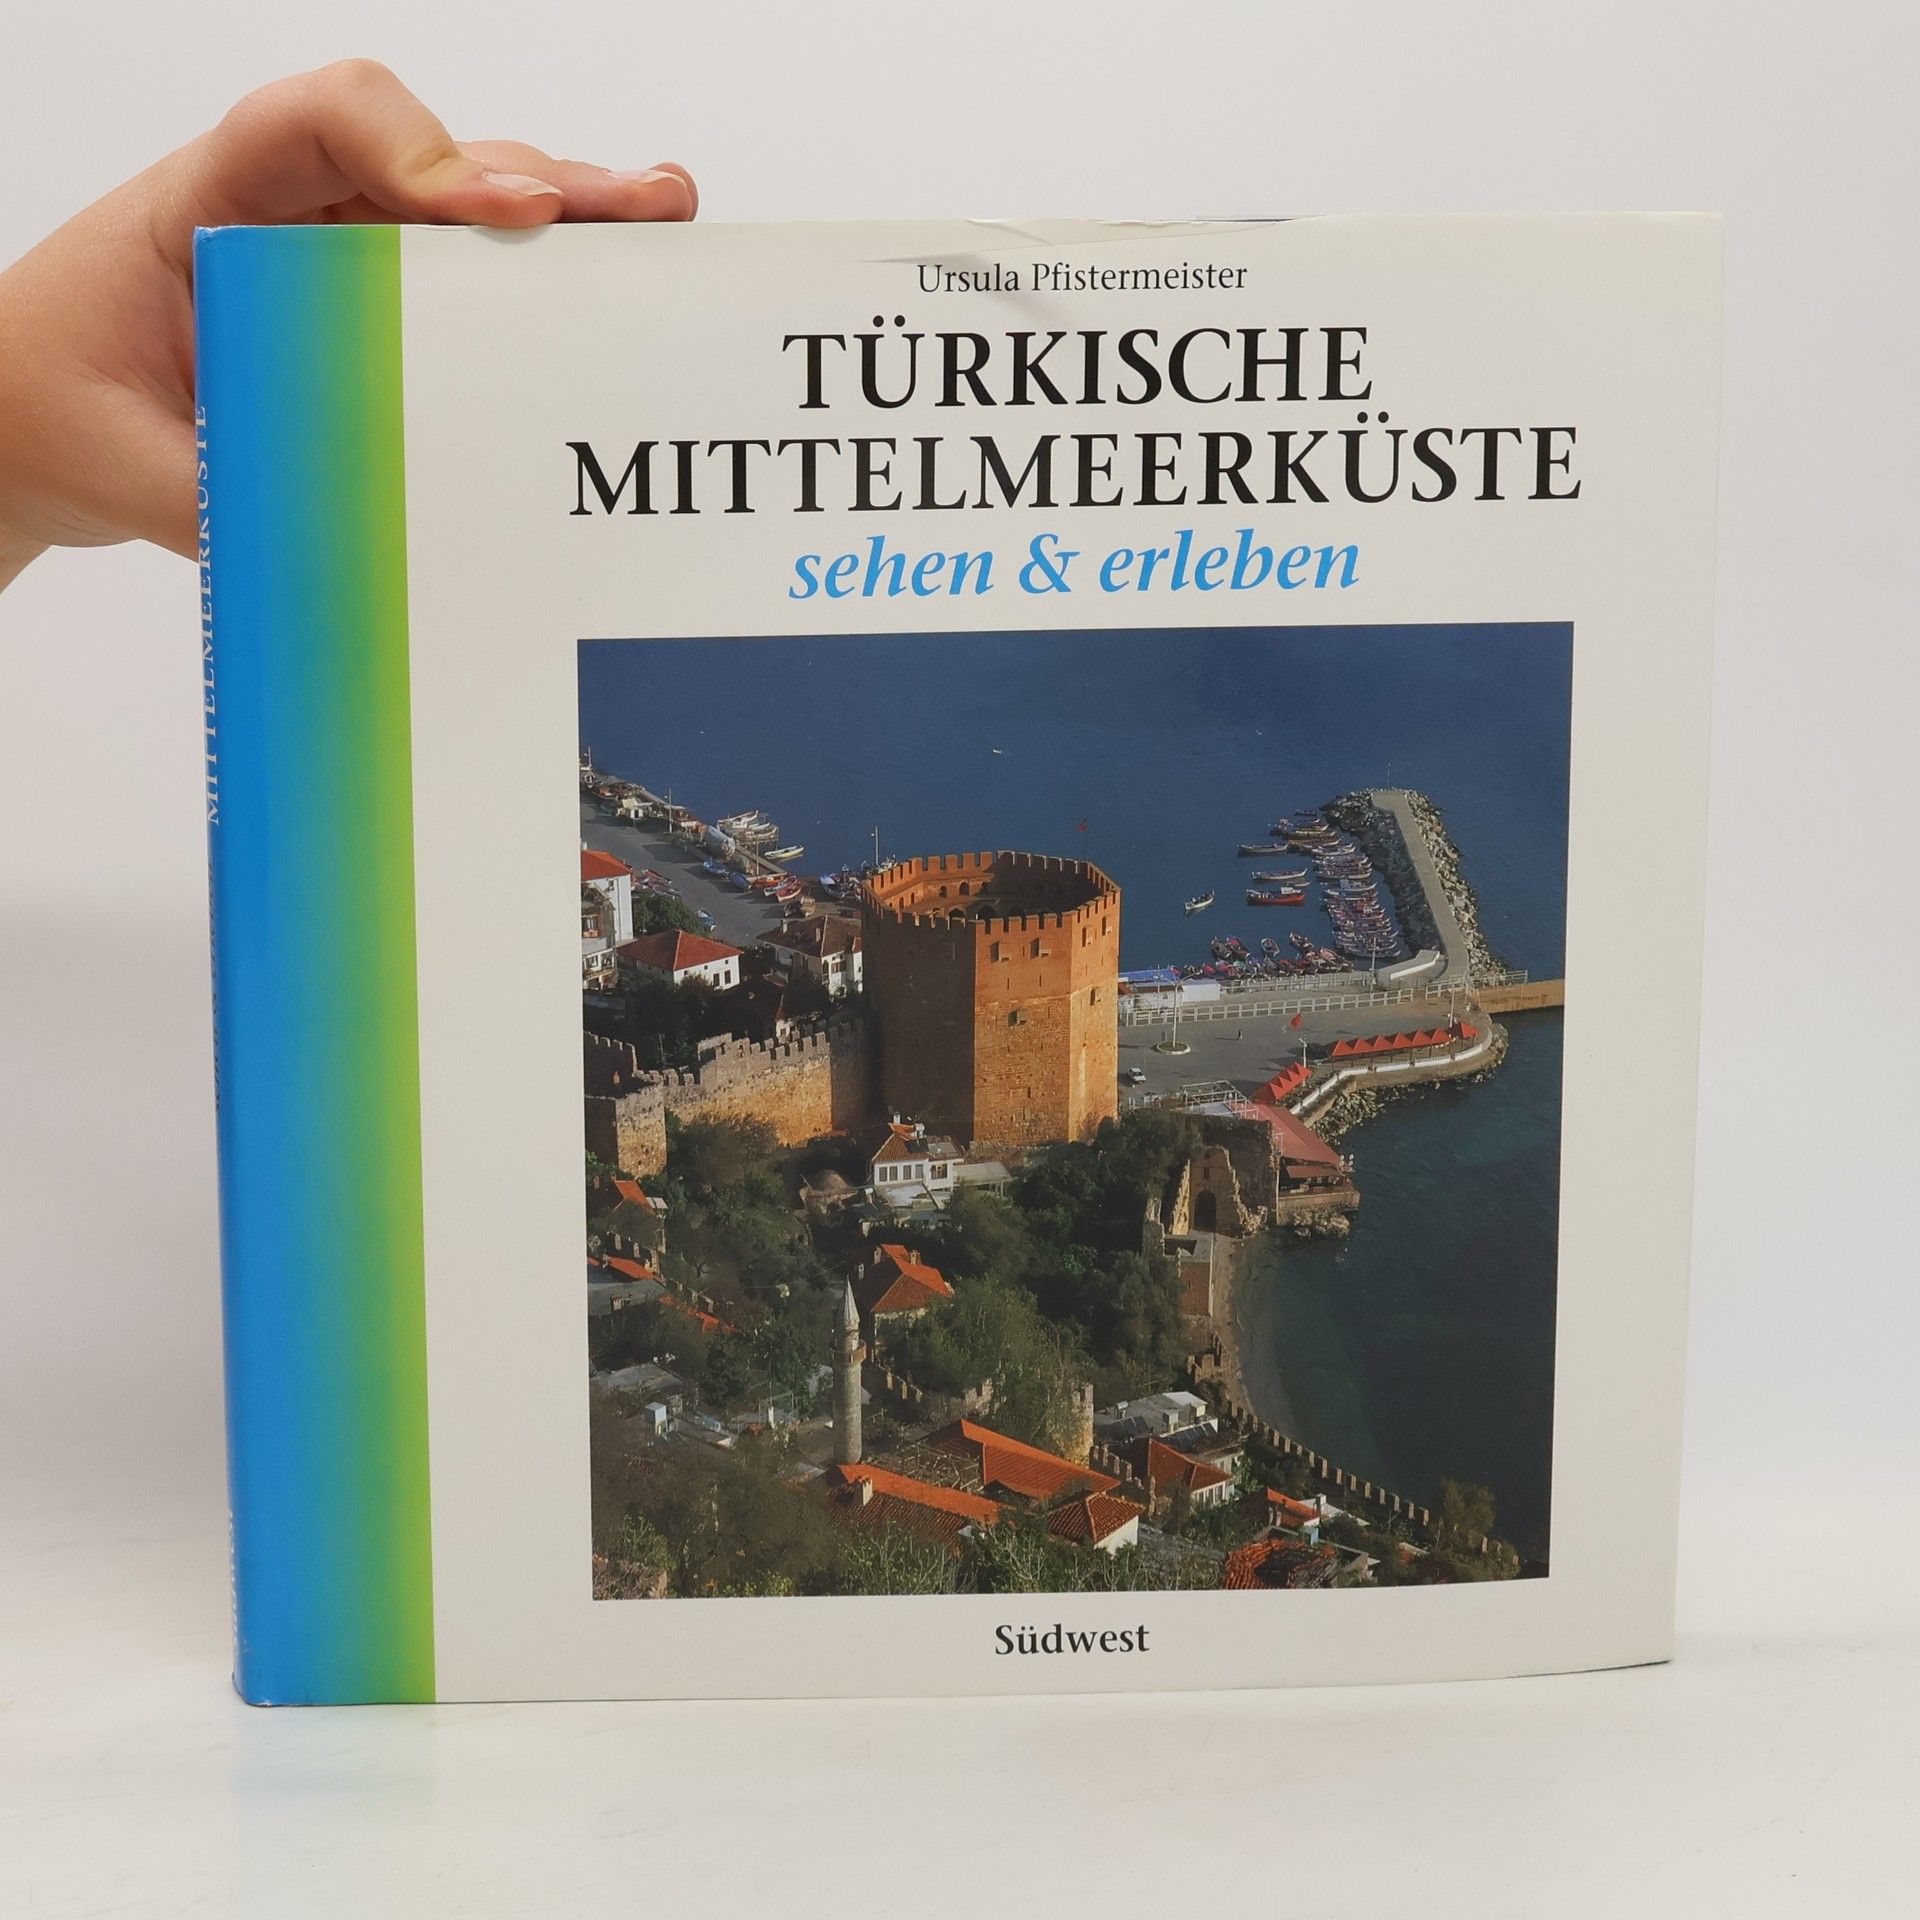 Ursula Pfistermeister
TÜRKISCHE
MITTELMEERKÜSTE
sehen & erleben
Südwest
MITTELMEERKÜSTE